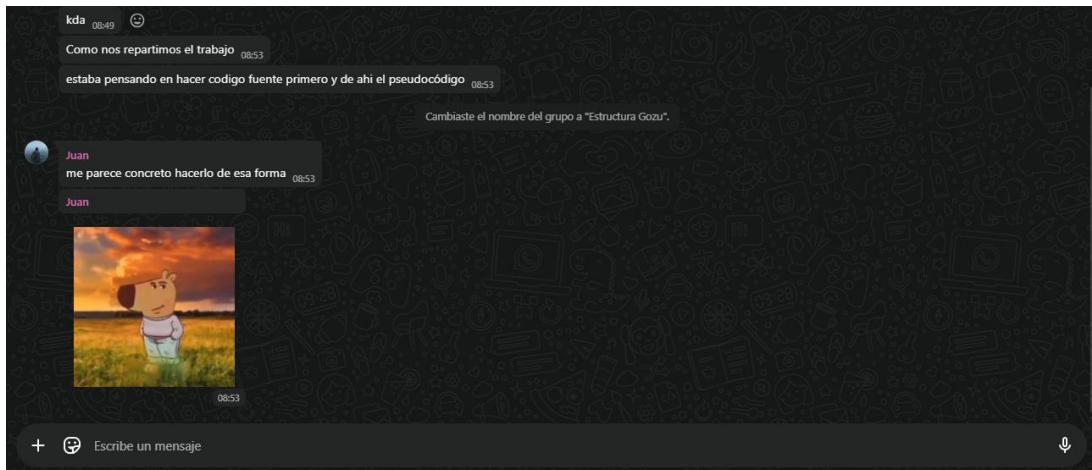 kda 08:49
Como nos repartimos el trabajo 08:53
estaba pensando en hacer codigo fuente primero y de ahi el pseudocódigo 08:53
Cambiaste el nombre del grupo a "Estructura Gozu".
Juan
me parece concreto hacerlo de esa forma 08:53
Juan
08:53
Escribe un mensaje